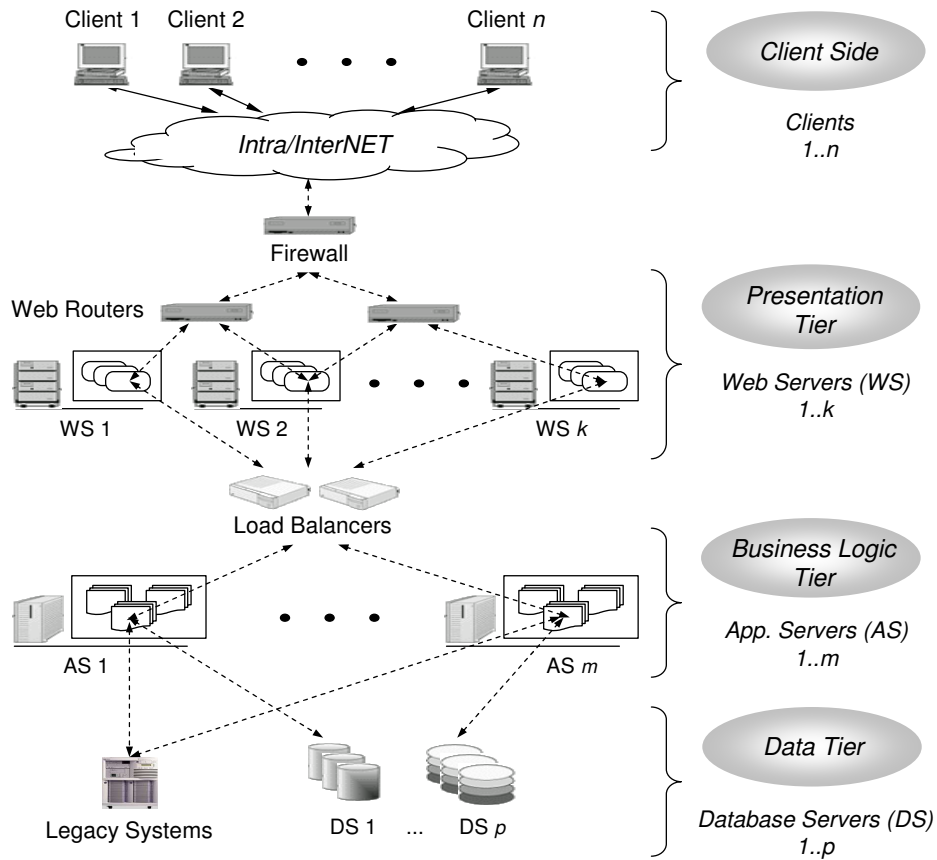 Client 1
Client 2
Client n
Client Side
Clients
1..n
Intra/InterNET
Firewall
Web Routers
Presentation
Tier
Web Servers (WS)
1..k
WS 1
WS 2
WS k
Load Balancers
Business Logic
Tier
App. Servers (AS)
1..m
AS 1
AS m
Data Tier
Database Servers (DS)
1..p
Legacy Systems
DS 1
...
DS p